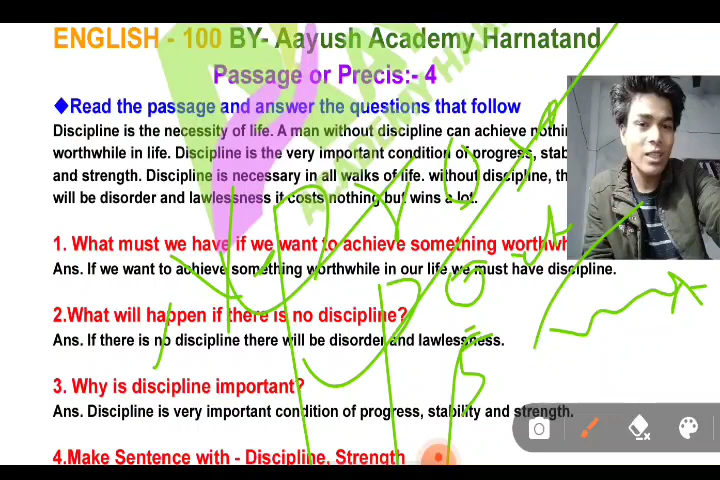 ENGLISH - 100 BY- Aayush Academy Harnatand
Passage or Precis:- 4
◆Read the passage and answer the questions that follow
Discipline is the necessity of life. A man without discipline can achieve
worthwhile in life. Discipline is the very important condition of progress,
and strength. Discipline is necessary in all walks of life. without discipline,
will be disorder and lawlessness it costs nothing but wins a lot.
1. What must we have if we want to achieve something
Ans. If we want to achieve something worthwhile in our life we must have discipline.
2.What will happen if there is no discipline?
Ans. If there is no discipline there will be disorder and lawlessness.
3. Why is discipline important?
Ans. Discipline is very important condition of progress, stability and strength.
4.Make Sentence with - Discipline, Strength